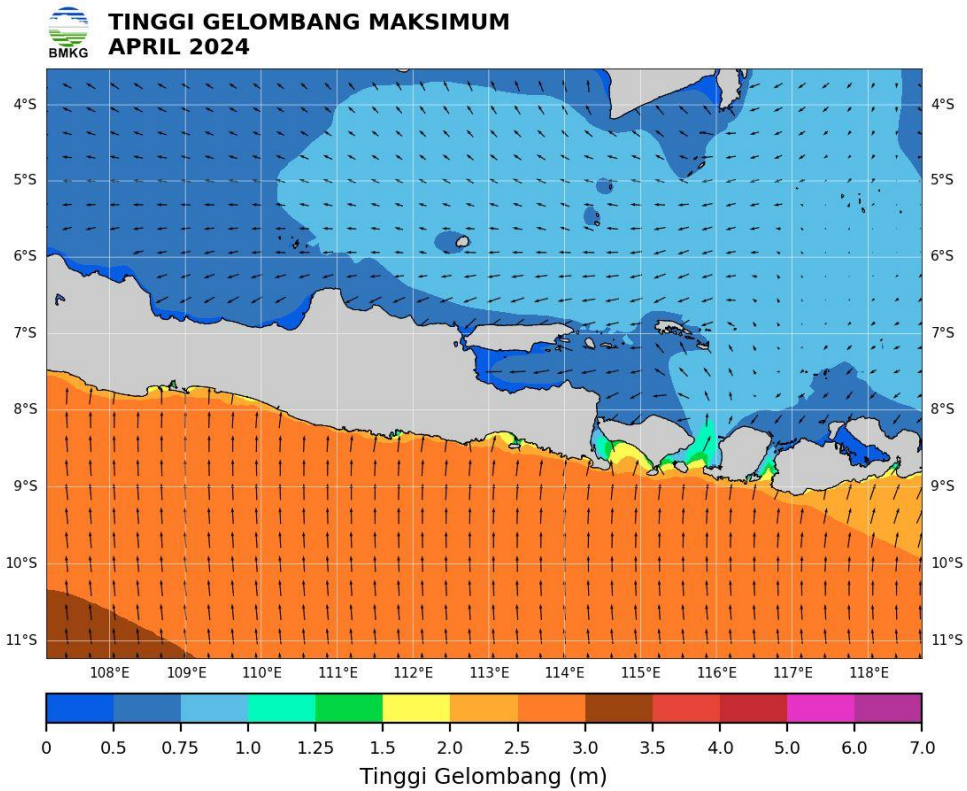 BMKG
TINGGI GELOMBANG MAKSIMUM
APRIL 2024
4°S 4°S
5°S 5°S
6°S 6°S
7°S 7°S
8°S 8°S
9°S 9°S
10°S 10°S
11°S 11°S
108°E 109°E 110°E 111°E 112°E 113°E 114°E 115°E 116°E 117°E 118°E
0 0.5 0.75 1.0 1.25 1.5 2.0 2.5 3.0 3.5 4.0 5.0 6.0 7.0
Tinggi Gelombang (m)